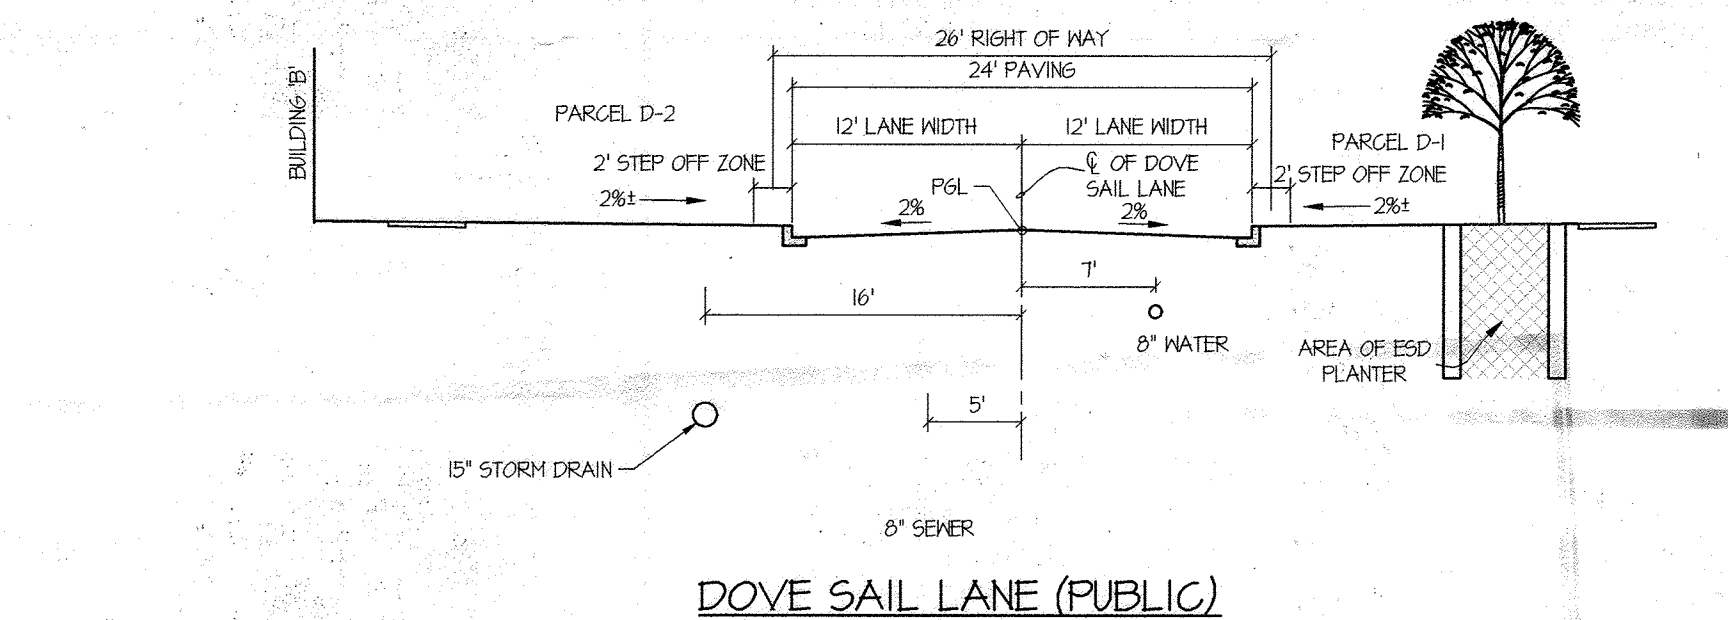 26' RIGHT OF WAY
24' PAVING
BUILDING 'B'
PARCEL D-2
12' LANE WIDTH
12' LANE WIDTH
PARCEL D-1
2' STEP OFF ZONE
℄ OF DOVE
SAIL LANE
2' STEP OFF ZONE
2%±
PGL
2%
2%
2%±
7'
16'
8" WATER
AREA OF ESD
PLANTER
5'
15" STORM DRAIN
8" SEWER
DOVE SAIL LANE (PUBLIC)